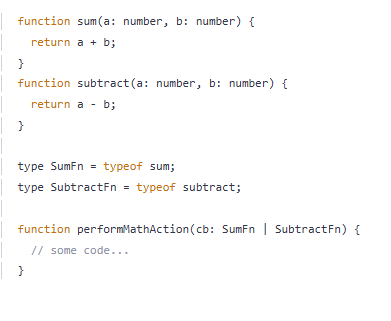 function sum(a: number, b: number) {
  return a + b;
}
function subtract(a: number, b: number) {
  return a - b;
}

type SumFn = typeof sum;
type SubtractFn = typeof subtract;

function performMathAction(cb: SumFn | SubtractFn) {
  // some code...
}